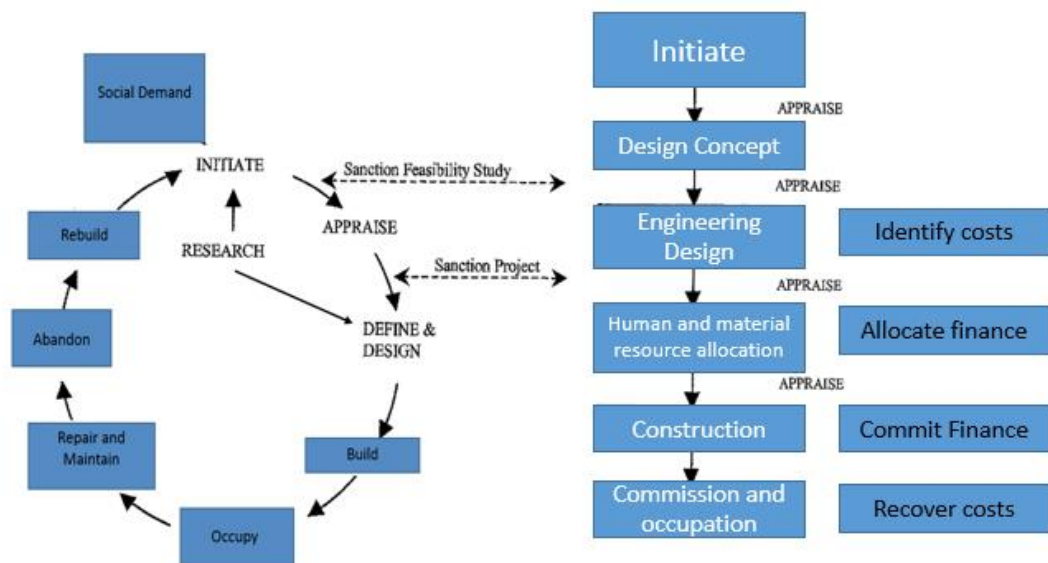 Social Demand
INITIATE
Sanction Feasibility Study
APPRAISE
RESEARCH
Rebuild
Sanction Project
DEFINE &
DESIGN
Abandon
Repair and
Maintain
Build
Occupy
Initiate
APPRAISE
Design Concept
APPRAISE
Engineering
Design
Identify costs
APPRAISE
Human and material
resource allocation
Allocate finance
APPRAISE
Construction
Commit Finance
Commission and
occupation
Recover costs